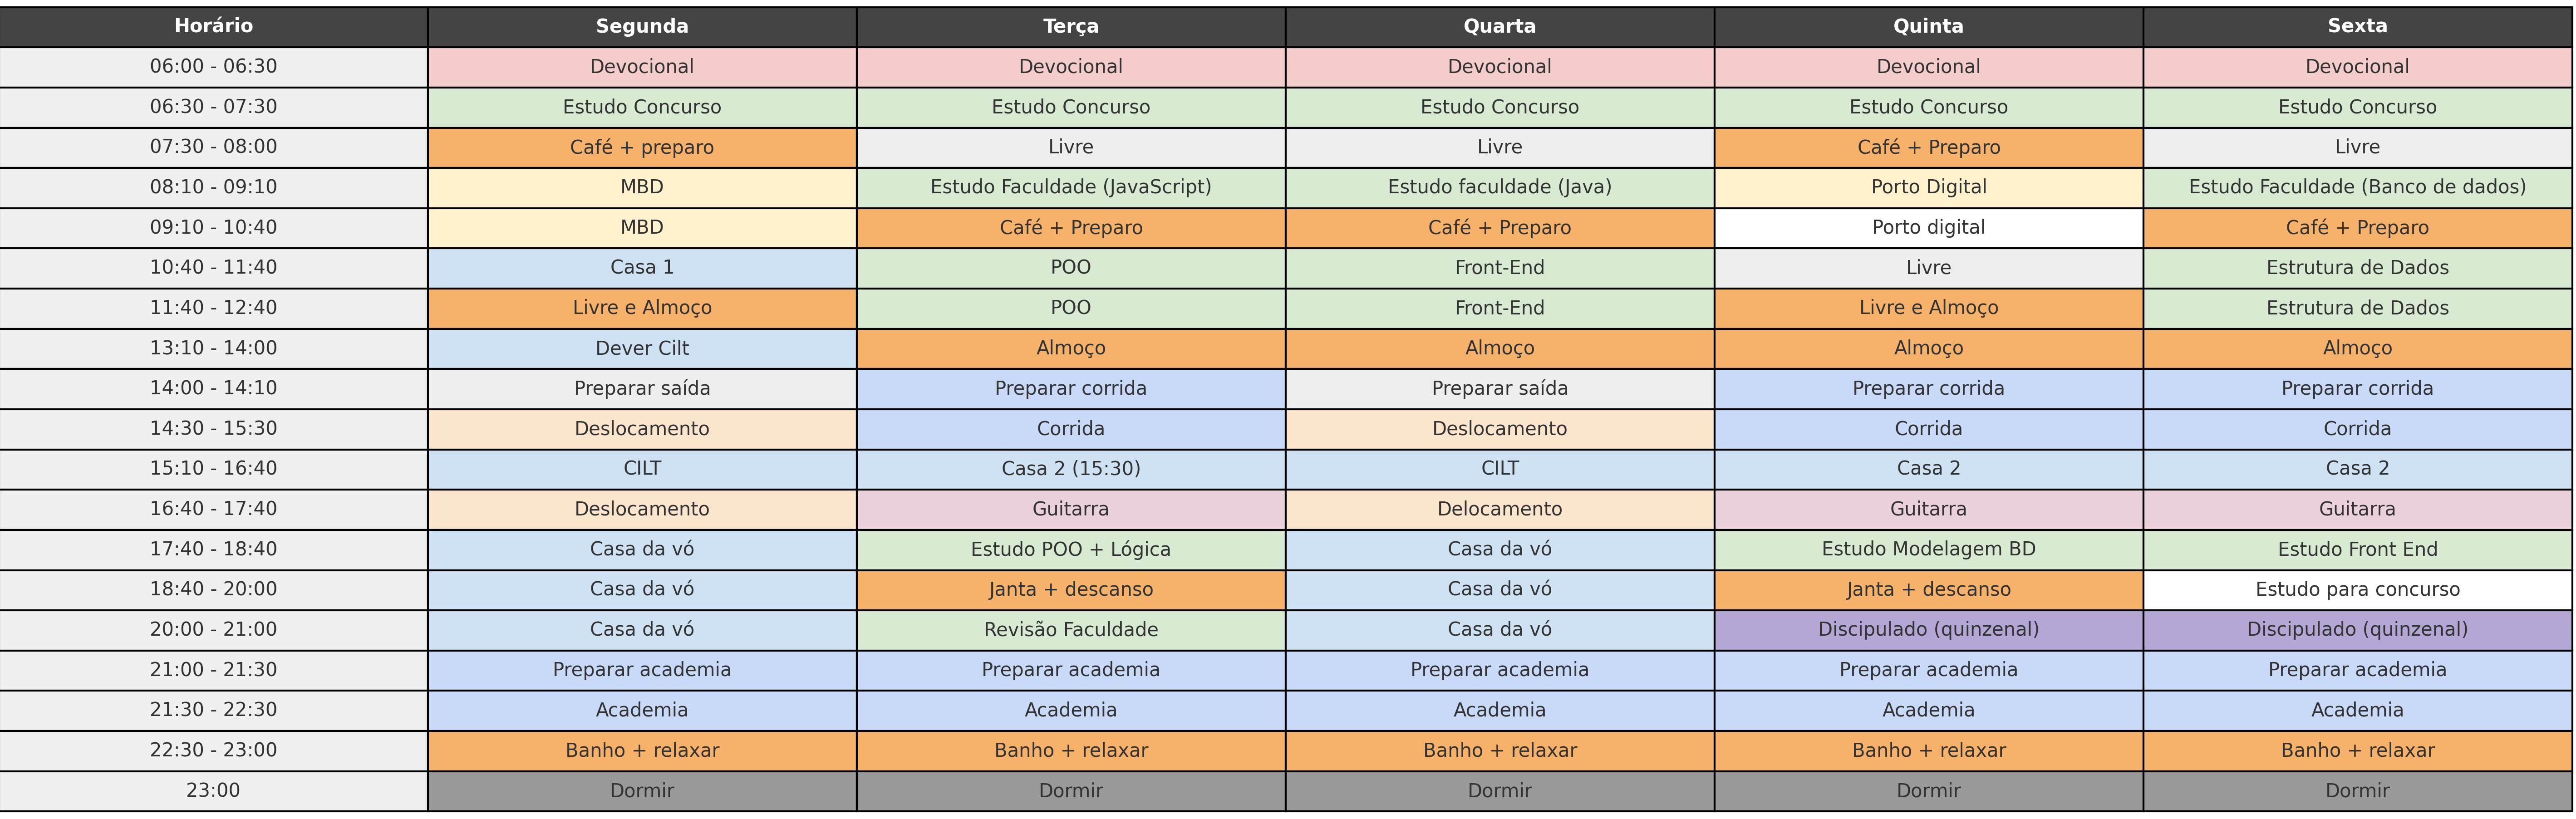 Horário Segunda Terça Quarta Quinta Sexta
06:00 - 06:30 Devocional Devocional Devocional Devocional Devocional
06:30 - 07:30 Estudo Concurso Estudo Concurso Estudo Concurso Estudo Concurso Estudo Concurso
07:30 - 08:00 Café + preparo Livre Livre Café + Preparo Livre
08:10 - 09:10 MBD Estudo Faculdade (JavaScript) Estudo faculdade (Java) Porto Digital Estudo Faculdade (Banco de dados)
09:10 - 10:40 MBD Café + Preparo Café + Preparo Porto digital Café + Preparo
10:40 - 11:40 Casa 1 POO Front-End Livre Estrutura de Dados
11:40 - 12:40 Livre e Almoço POO Front-End Livre e Almoço Estrutura de Dados
13:10 - 14:00 Dever Cilt Almoço Almoço Almoço Almoço
14:00 - 14:10 Preparar saída Preparar corrida Preparar saída Preparar corrida Preparar corrida
14:30 - 15:30 Deslocamento Corrida Deslocamento Corrida Corrida
15:10 - 16:40 CILT Casa 2 (15:30) CILT Casa 2 Casa 2
16:40 - 17:40 Deslocamento Guitarra Delocamento Guitarra Guitarra
17:40 - 18:40 Casa da vó Estudo POO + Lógica Casa da vó Estudo Modelagem BD Estudo Front End
18:40 - 20:00 Casa da vó Janta + descanso Casa da vó Janta + descanso Estudo para concurso
20:00 - 21:00 Casa da vó Revisão Faculdade Casa da vó Discipulado (quinzenal) Discipulado (quinzenal)
21:00 - 21:30 Preparar academia Preparar academia Preparar academia Preparar academia Preparar academia
21:30 - 22:30 Academia Academia Academia Academia Academia
22:30 - 23:00 Banho + relaxar Banho + relaxar Banho + relaxar Banho + relaxar Banho + relaxar
23:00 Dormir Dormir Dormir Dormir Dormir